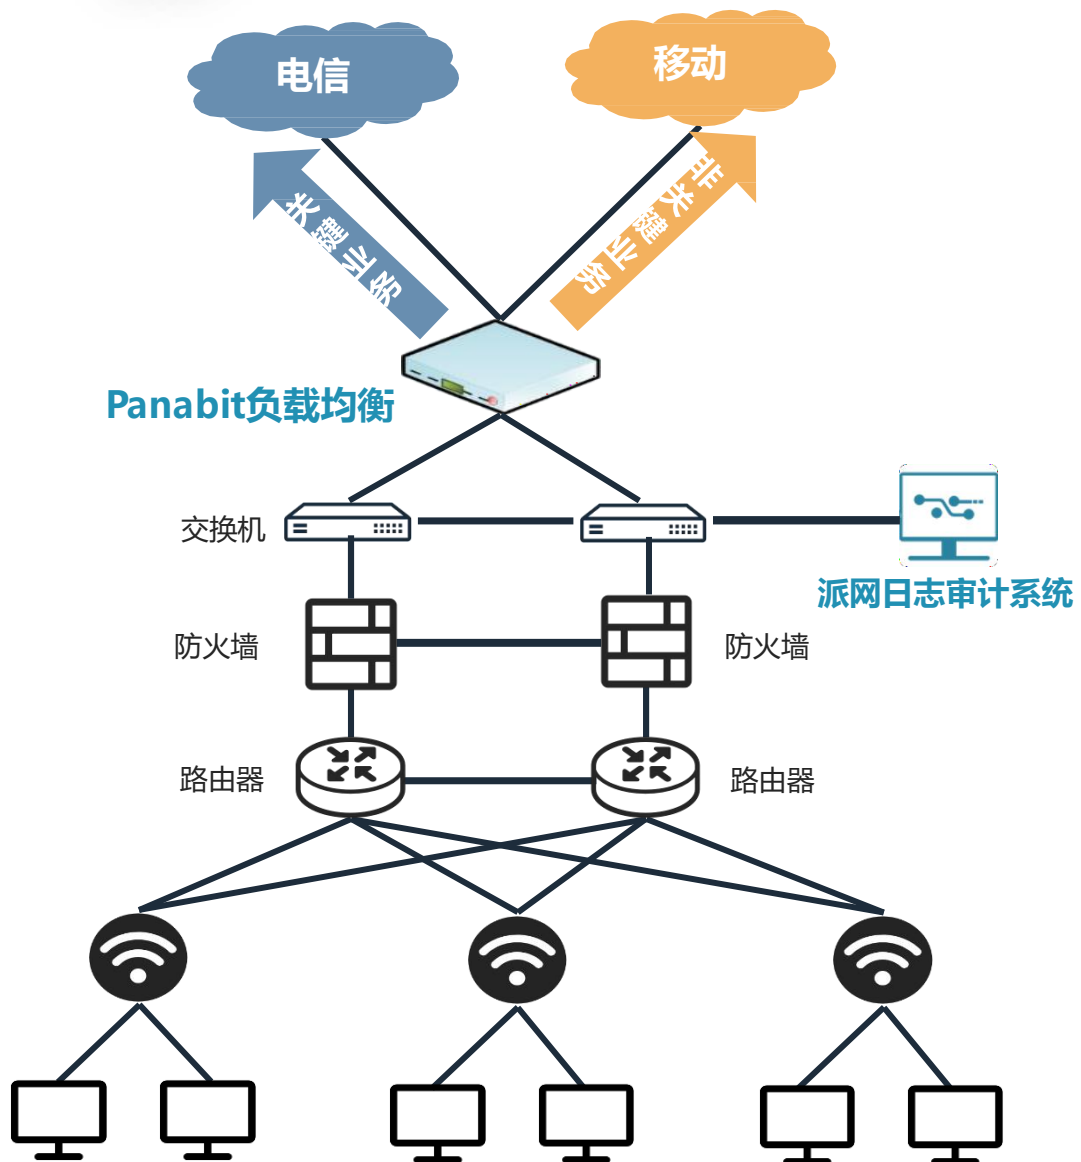 电信
移动
关键业务
非关键业务
Panabit负载均衡
交换机
派网日志审计系统
防火墙
防火墙
路由器
路由器